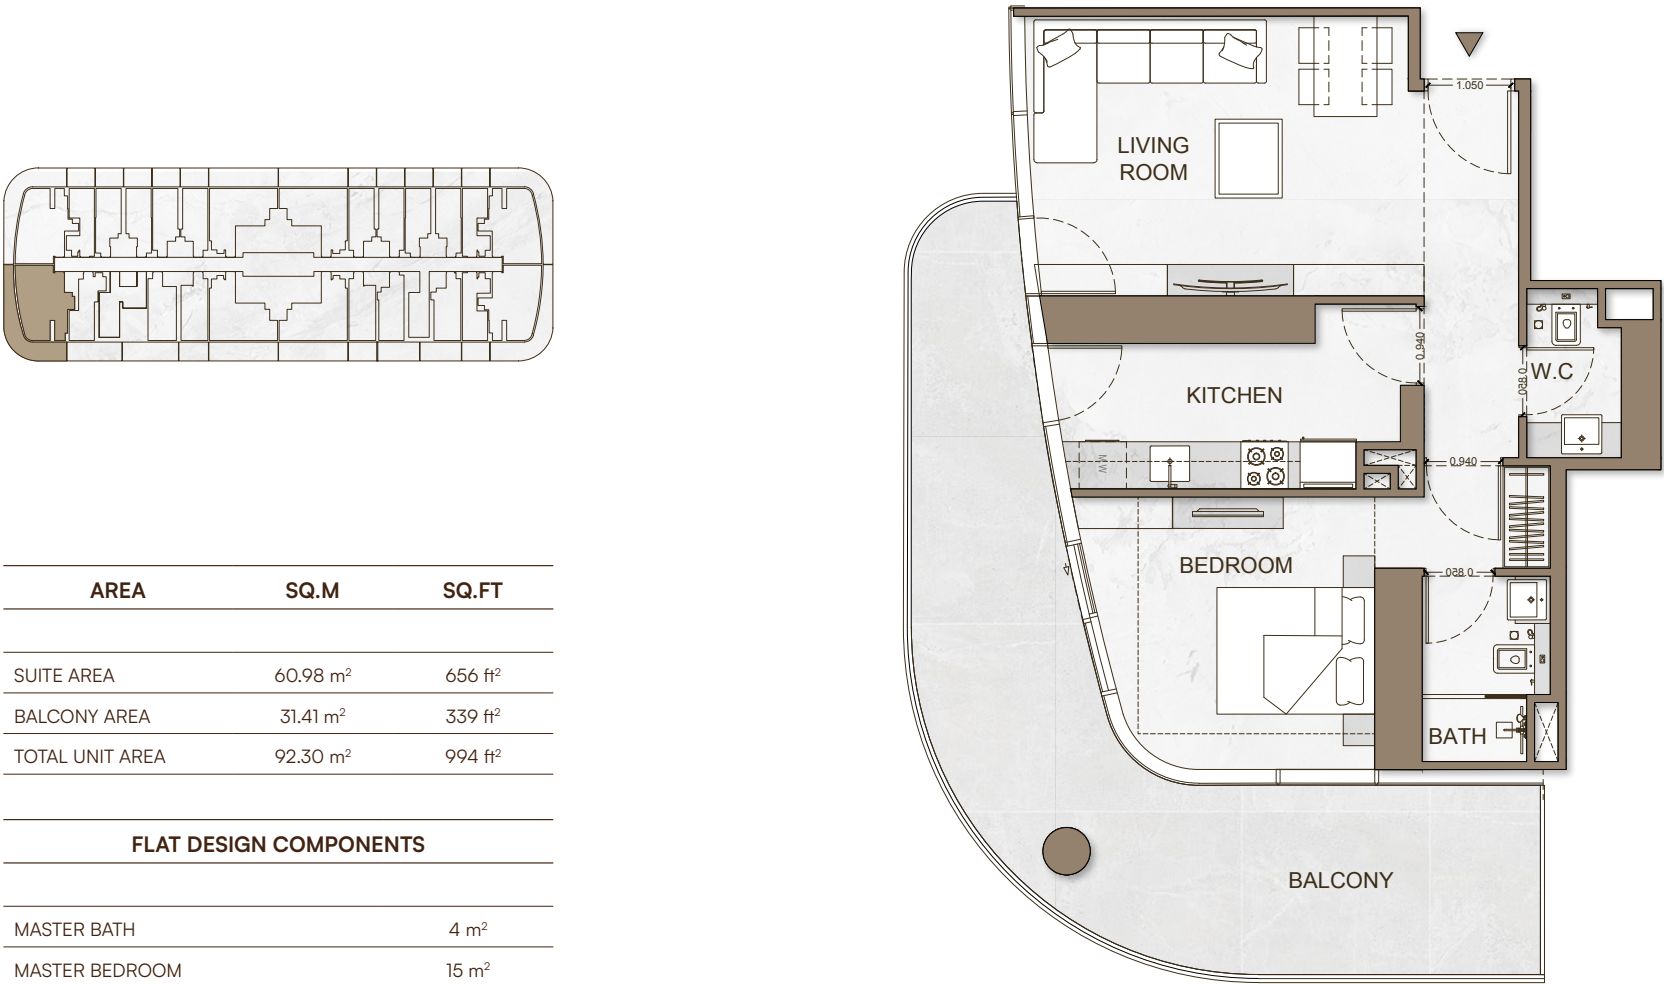 AREA SQ.M SQ.FT
SUITE AREA 60.98 m² 656 ft²
BALCONY AREA 31.41 m² 339 ft²
TOTAL UNIT AREA 92.30 m² 994 ft²
FLAT DESIGN COMPONENTS
MASTER BATH 4 m²
MASTER BEDROOM 15 m²
1.050
LIVING
ROOM
0.940
W.C
0.850
KITCHEN
M.W
0.940
BEDROOM
0.850
BATH
BALCONY